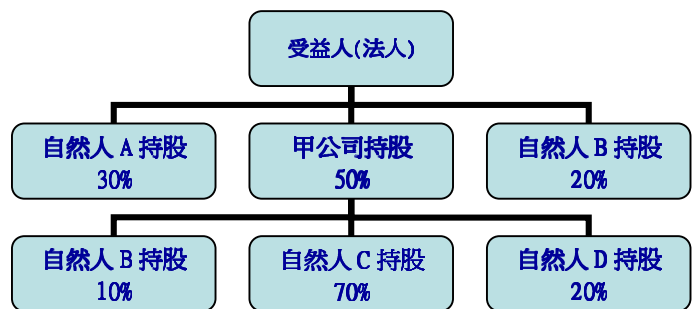 受益人(法人)
自然人 A 持股
30%
甲公司持股
50%
自然人 B 持股
20%
自然人 B 持股
10%
自然人 C 持股
70%
自然人 D 持股
20%